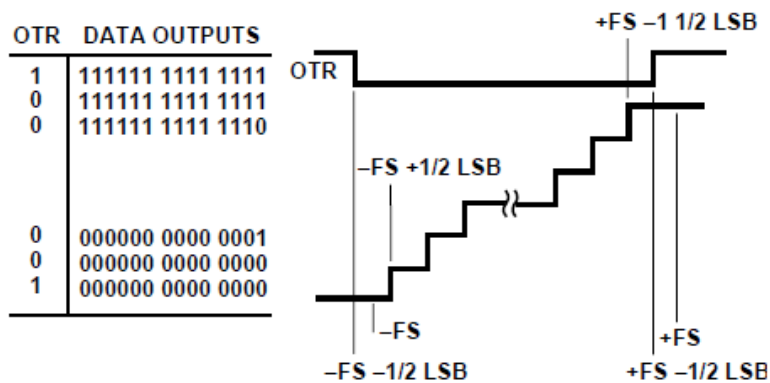 OTR DATA OUTPUTS
1 111111 1111 1111
0 111111 1111 1111
0 111111 1111 1110
0 000000 0000 0001
0 000000 0000 0000
1 000000 0000 0000
+FS –1 1/2 LSB
OTR
–FS +1/2 LSB
–FS
+FS
–FS –1/2 LSB
+FS –1/2 LSB